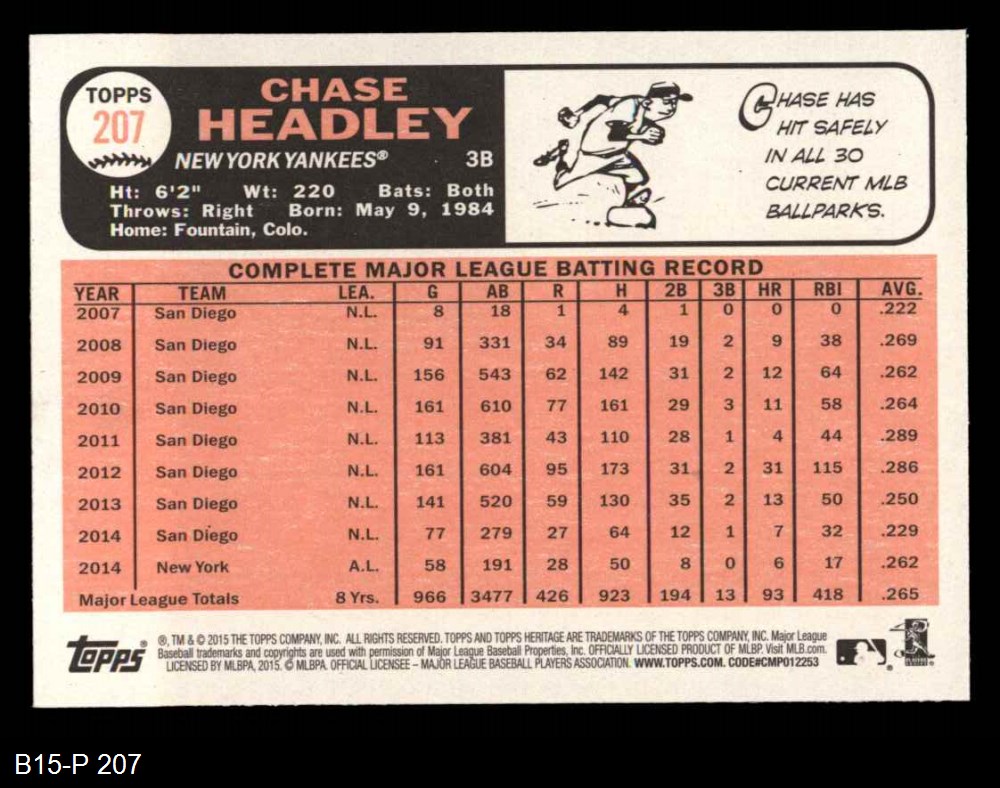 TOPPS
207
CHASE
HEADLEY
NEW YORK YANKEES® 3B
Ht: 6'2" Wt: 220 Bats: Both
Throws: Right Born: May 9, 1984
Home: Fountain, Colo.
CHASE HAS
HIT SAFELY
IN ALL 30
CURRENT MLB
BALLPARKS.
COMPLETE MAJOR LEAGUE BATTING RECORD
YEAR TEAM LEA. G AB R H 2B 3B HR RBI AVG.
2007 San Diego N.L. 8 18 1 4 1 0 0 0 .222
2008 San Diego N.L. 91 331 34 89 19 2 9 38 .269
2009 San Diego N.L. 156 543 62 142 31 2 12 64 .262
2010 San Diego N.L. 161 610 77 161 29 3 11 58 .264
2011 San Diego N.L. 113 381 43 110 28 1 4 44 .289
2012 San Diego N.L. 161 604 95 173 31 2 31 115 .286
2013 San Diego N.L. 141 520 59 130 35 2 13 50 .250
2014 San Diego N.L. 77 279 27 64 12 1 7 32 .229
2014 New York A.L. 58 191 28 50 8 0 6 17 .262
Major League Totals 8 Yrs. 966 3477 426 923 194 13 93 418 .265
Topps®
®, TM & © 2015 THE TOPPS COMPANY, INC. ALL RIGHTS RESERVED. TOPPS AND TOPPS HERITAGE ARE TRADEMARKS OF THE TOPPS COMPANY, INC. Major League
Baseball trademarks and copyrights are used with permission of Major League Baseball Properties, Inc. OFFICIALLY LICENSED PRODUCT OF MLBP. Visit MLB.com.
LICENSED BY MLBPA, 2015. © MLBPA. OFFICIAL LICENSEE – MAJOR LEAGUE BASEBALL PLAYERS ASSOCIATION. WWW.TOPPS.COM. CODE#CMP012253
B15-P 207